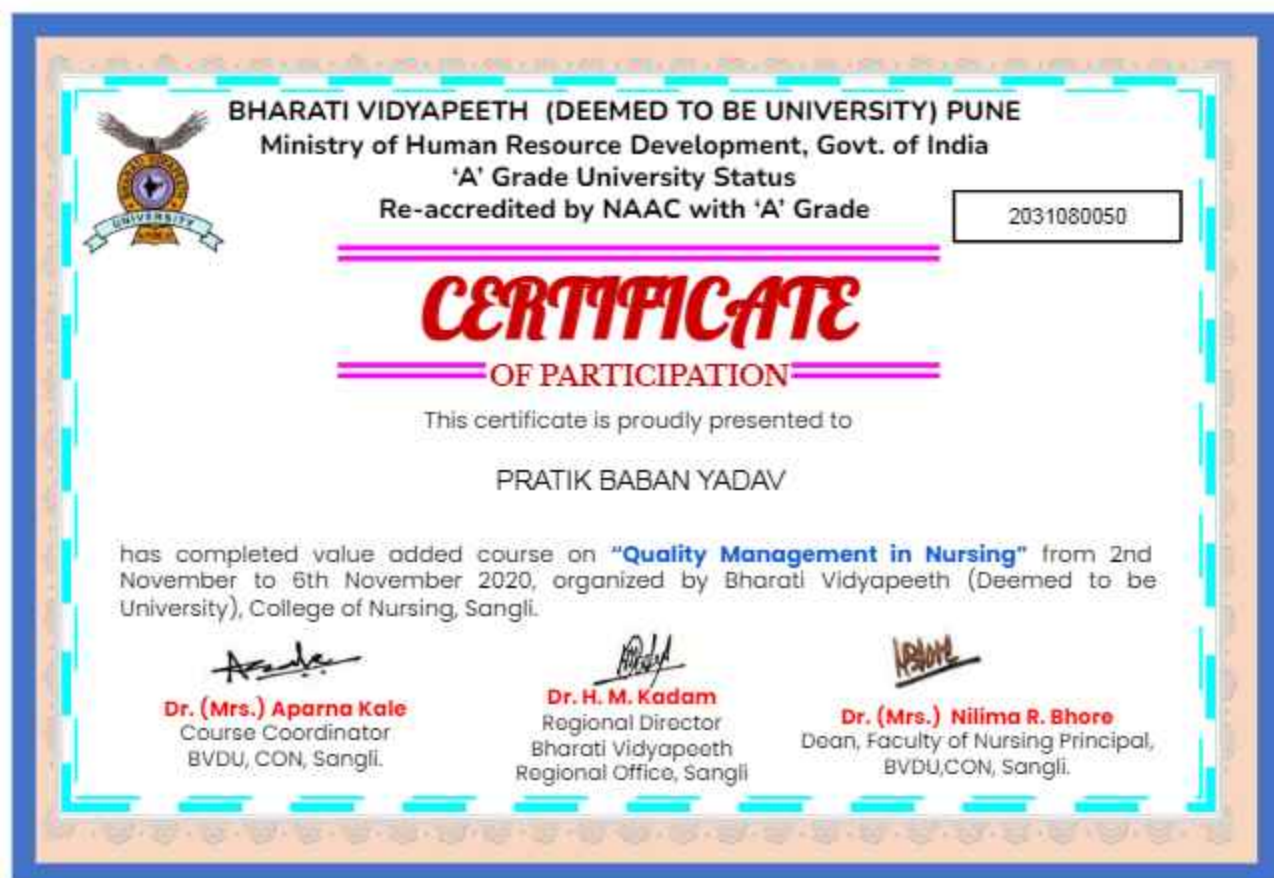 BHARATI VIDYAPEETH (DEEMED TO BE UNIVERSITY) PUNE
Ministry of Human Resource Development, Govt. of India
‘A’ Grade University Status
Re-accredited by NAAC with ‘A’ Grade
BHARATI VIDYAPEETH
UNIVERSITY
2031080050
CERTIFICATE
OF PARTICIPATION
This certificate is proudly presented to
PRATIK BABAN YADAV
has completed value added course on “Quality Management in Nursing” from 2nd
November to 6th November 2020, organized by Bharati Vidyapeeth (Deemed to be
University), College of Nursing, Sangli.
Dr. (Mrs.) Aparna Kale
Course Coordinator
BVDU, CON, Sangli.
Dr. H. M. Kadam
Regional Director
Bharati Vidyapeeth
Regional Office, Sangli
Dr. (Mrs.) Nilima R. Bhore
Dean, Faculty of Nursing Principal,
BVDU,CON, Sangli.